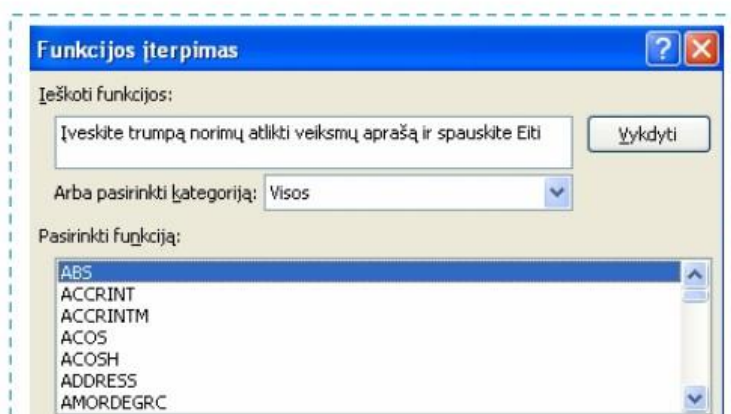 Funkcijos įterpimas
Ieškoti funkcijos:
Įveskite trumpą norimų atlikti veiksmų aprašą ir spauskite Eiti
Vykdyti
Arba pasirinkti kategoriją: Visos
Pasirinkti funkciją:
ABS
ACCRINT
ACCRINTM
ACOS
ACOSH
ADDRESS
AMORDEGRC